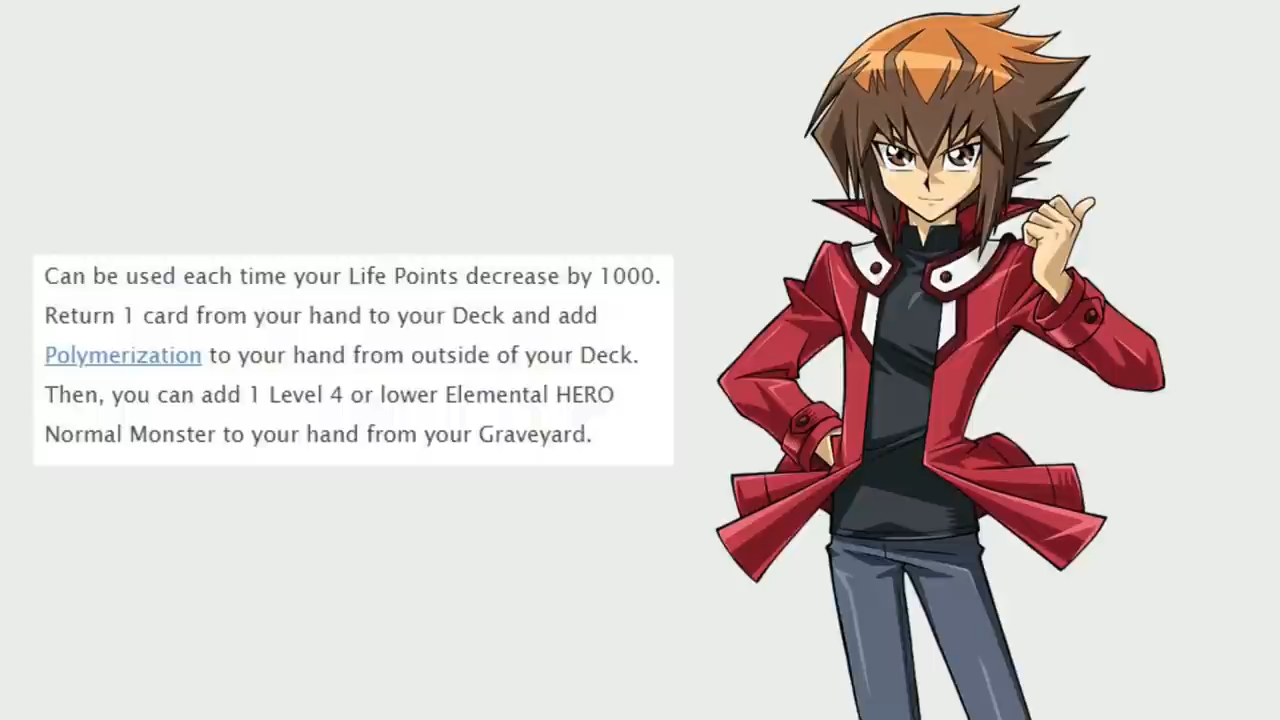 Can be used each time your Life Points decrease by 1000.
Return 1 card from your hand to your Deck and add
Polymerization to your hand from outside of your Deck.
Then, you can add 1 Level 4 or lower Elemental HERO
Normal Monster to your hand from your Graveyard.